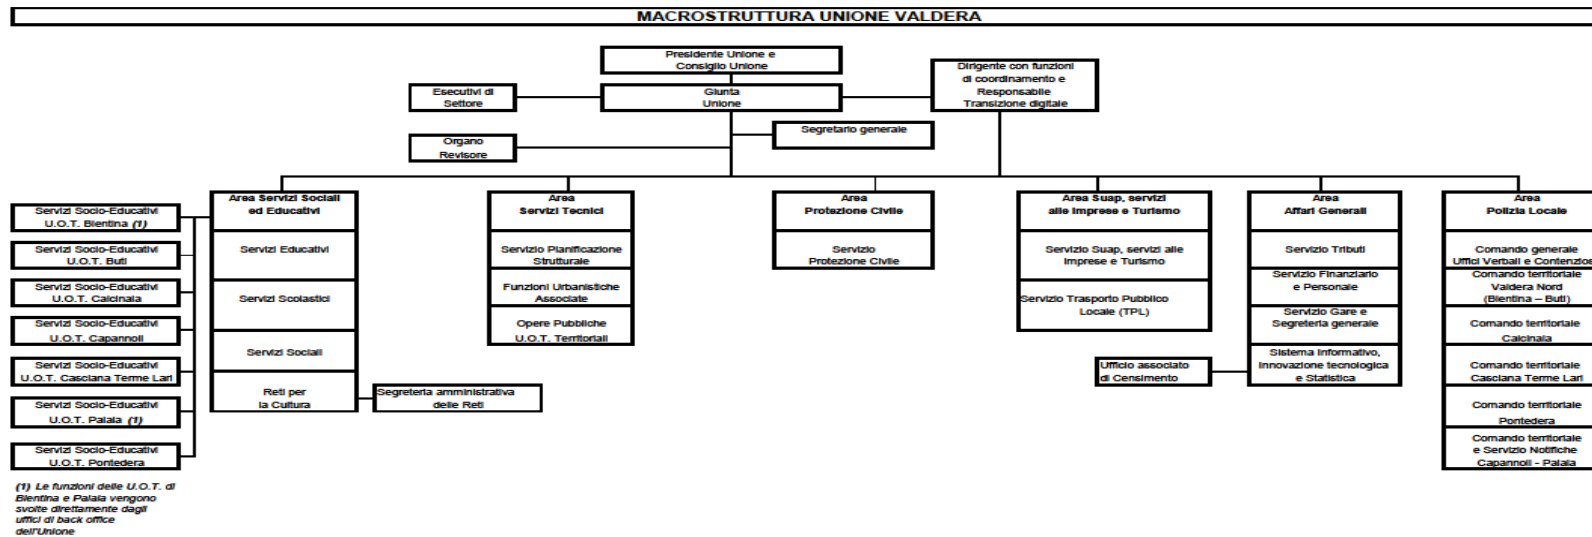 MACROSTRUTTURA UNIONE VALDERA
Presidente Unione e
Consiglio Unione
Dirigente con funzioni
di coordinamento e
Responsabile
Transizione digitale
Esecutivi di
Settore
Giunta
Unione
Segretario generale
Organo
Revisore
Servizi Socio-Educativi
U.O.T. Bientina (1)
Servizi Socio-Educativi
U.O.T. Buti
Servizi Socio-Educativi
U.O.T. Calcinaia
Servizi Socio-Educativi
U.O.T. Capannoli
Servizi Socio-Educativi
U.O.T. Casciana Terme Lari
Servizi Socio-Educativi
U.O.T. Palaia (1)
Servizi Socio-Educativi
U.O.T. Pontedera
(1) Le funzioni delle U.O.T. di
Bientina e Palaia vengono
svolte direttamente dagli
uffici di back office
dell'Unione
Area Servizi Sociali
ed Educativi
Servizi Educativi
Servizi Scolastici
Servizi Sociali
Reti per
la Cultura
Segreteria amministrativa
delle Reti
Area
Servizi Tecnici
Servizio Pianificazione
Strutturale
Funzioni Urbanistiche
Associate
Opere Pubbliche
U.O.T. Territoriali
Area
Protezione Civile
Servizio
Protezione Civile
Area Suap, servizi
alle Imprese e Turismo
Servizio Suap, servizi alle
Imprese e Turismo
Servizio Trasporto Pubblico
Locale (TPL)
Area
Affari Generali
Servizio Tributi
Servizio Finanziario
e Personale
Servizio Gare e
Segreteria generale
Sistema Informativo,
Innovazione tecnologica
e Statistica
Ufficio associato
di Censimento
Area
Polizia Locale
Comando generale
Uffici Verbali e Contenzios
Comando territoriale
Valdera Nord
(Bientina – Buti)
Comando territoriale
Calcinaia
Comando territoriale
Casciana Terme Lari
Comando territoriale
Pontedera
Comando territoriale
e Servizio Notifiche
Capannoli - Palaia